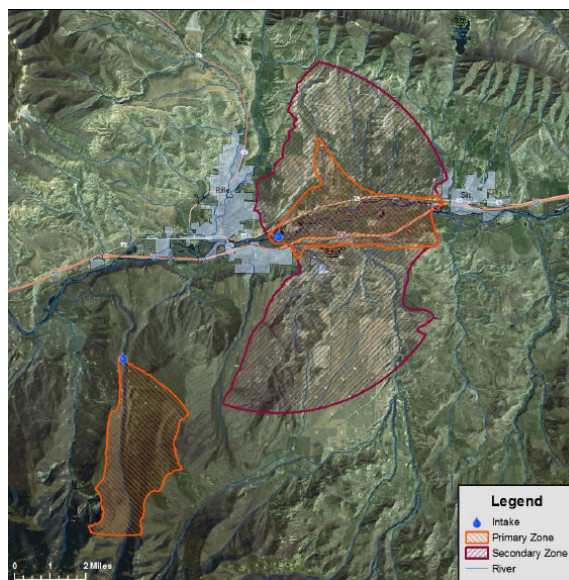 Rifle
Silt
Legend
Intake
Primary Zone
Secondary Zone
River
0 1 2 Miles